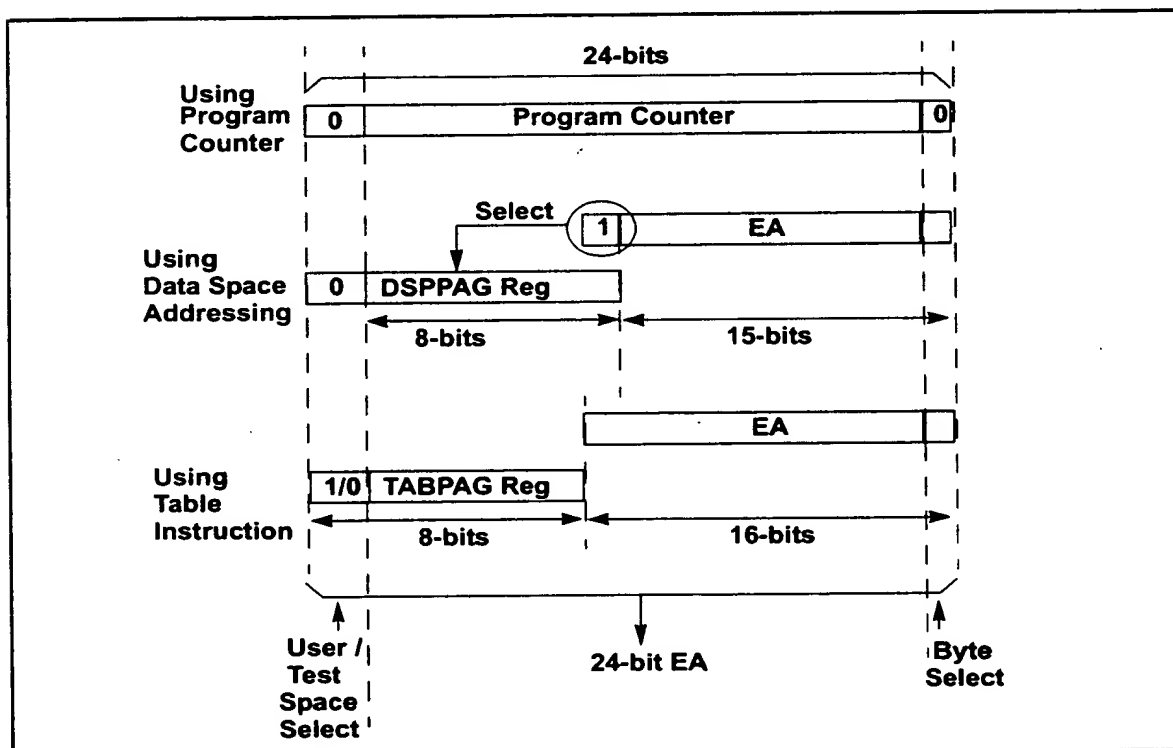 24-bits
Using
Program
Counter
0
Program Counter
0
Select
1
EA
Using
Data Space
Addressing
0
DSPPAG Reg
8-bits
15-bits
EA
Using
Table
Instruction
1/0
TABPAG Reg
8-bits
16-bits
User /
Test
Space
Select
24-bit EA
Byte
Select